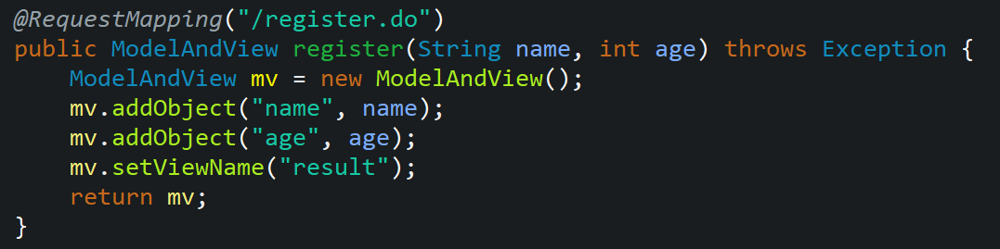 @RequestMapping("/register.do")
public ModelAndView register(String name, int age) throws Exception {
    ModelAndView mv = new ModelAndView();
    mv.addObject("name", name);
    mv.addObject("age", age);
    mv.setViewName("result");
    return mv;
}